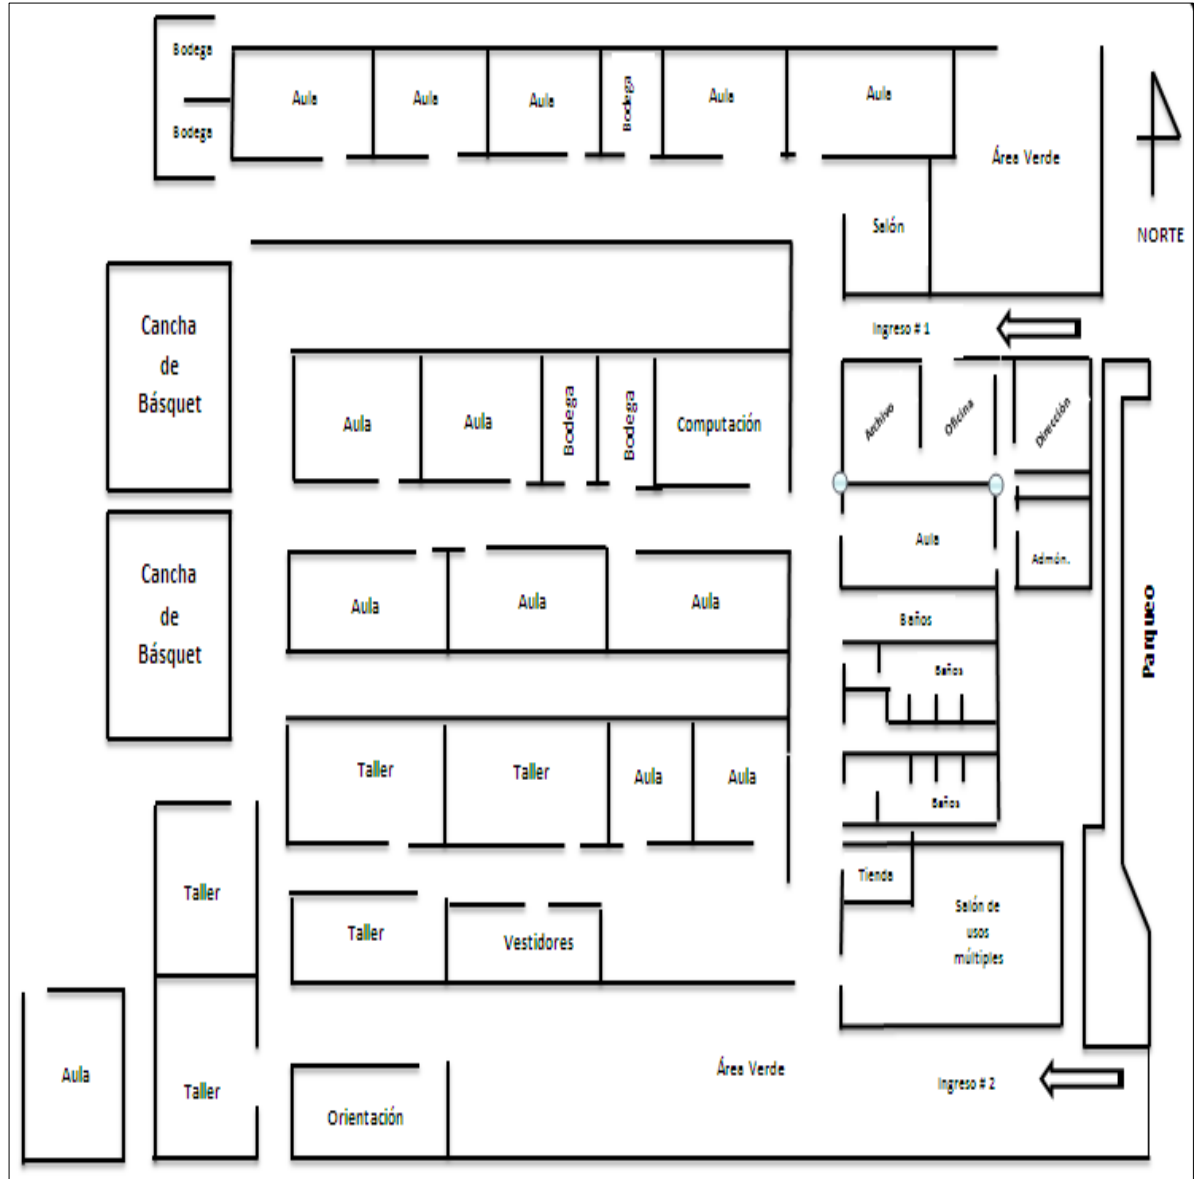 Bodega
Bodega
Aula
Aula
Aula
Bodega
Aula
Aula
Área Verde
Salón
NORTE
Ingreso # 1
Cancha
de
Básquet
Aula
Aula
Bodega
Bodega
Computación
Archivo
Oficina
Dirección
Aula
Admón.
Cancha
de
Básquet
Aula
Aula
Aula
Baños
Baños
Parqueo
Taller
Taller
Aula
Aula
Baños
Taller
Taller
Vestidores
Tienda
Salón de
usos
múltiples
Aula
Taller
Orientación
Área Verde
Ingreso # 2